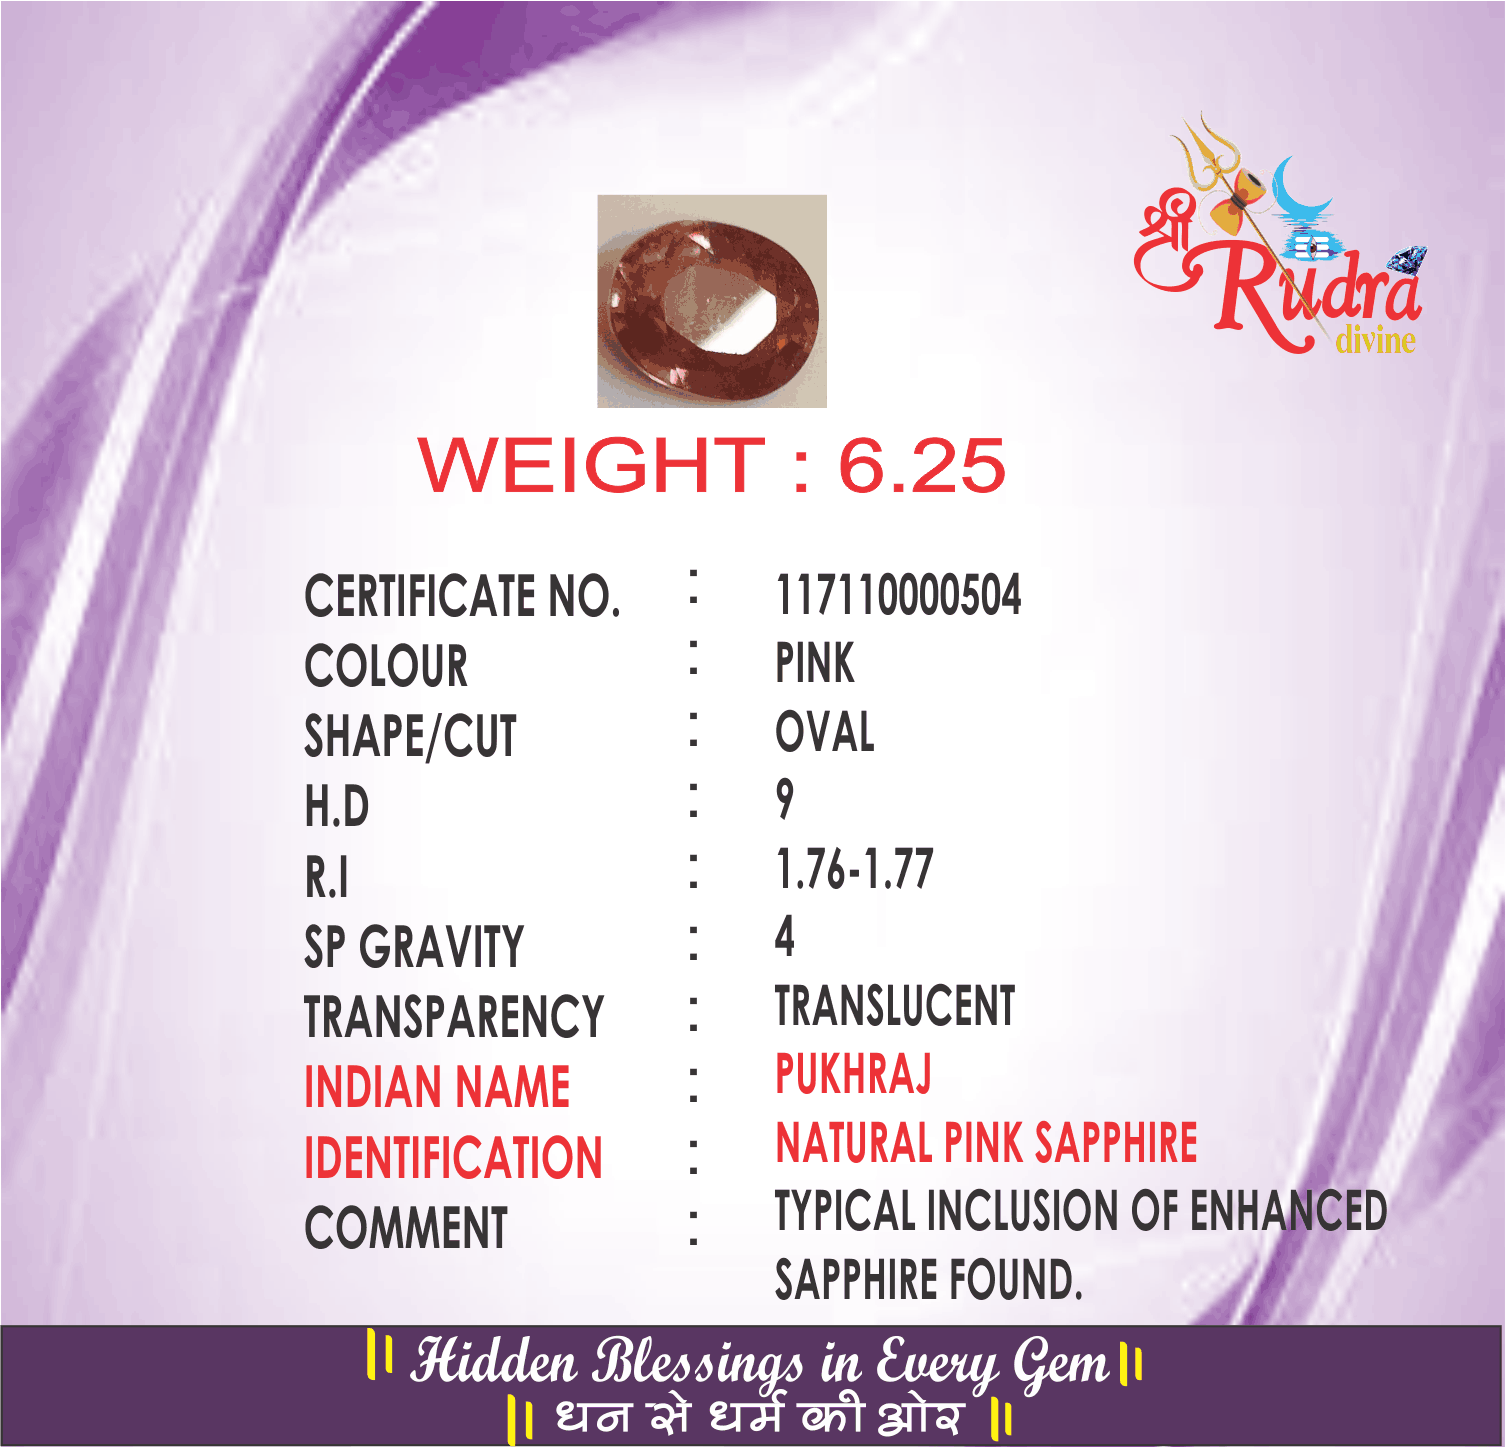 श्री
Rudra
divine
WEIGHT : 6.25
CERTIFICATE NO. : 117110000504
COLOUR : PINK
SHAPE/CUT : OVAL
H.D : 9
R.I : 1.76-1.77
SP GRAVITY : 4
TRANSPARENCY : TRANSLUCENT
INDIAN NAME : PUKHRAJ
IDENTIFICATION : NATURAL PINK SAPPHIRE
COMMENT : TYPICAL INCLUSION OF ENHANCED
SAPPHIRE FOUND.
|| Hidden Blessings in Every Gem ||
|| धन से धर्म की ओर ||